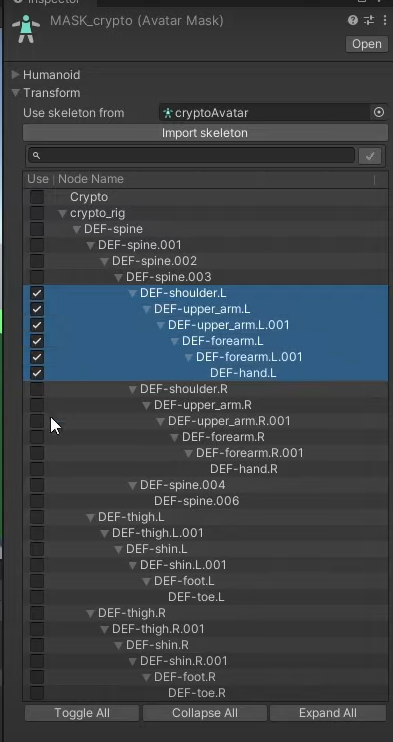 Inspector
MASK_crypto (Avatar Mask)
Open
Humanoid
Transform
Use skeleton from
cryptoAvatar
Import skeleton
Use
Node Name
Crypto
crypto_rig
DEF-spine
DEF-spine.001
DEF-spine.002
DEF-spine.003
DEF-shoulder.L
DEF-upper_arm.L
DEF-upper_arm.L.001
DEF-forearm.L
DEF-forearm.L.001
DEF-hand.L
DEF-shoulder.R
DEF-upper_arm.R
DEF-upper_arm.R.001
DEF-forearm.R
DEF-forearm.R.001
DEF-hand.R
DEF-spine.004
DEF-spine.006
DEF-thigh.L
DEF-thigh.L.001
DEF-shin.L
DEF-shin.L.001
DEF-foot.L
DEF-toe.L
DEF-thigh.R
DEF-thigh.R.001
DEF-shin.R
DEF-shin.R.001
DEF-foot.R
DEF-toe.R
Toggle All
Collapse All
Expand All